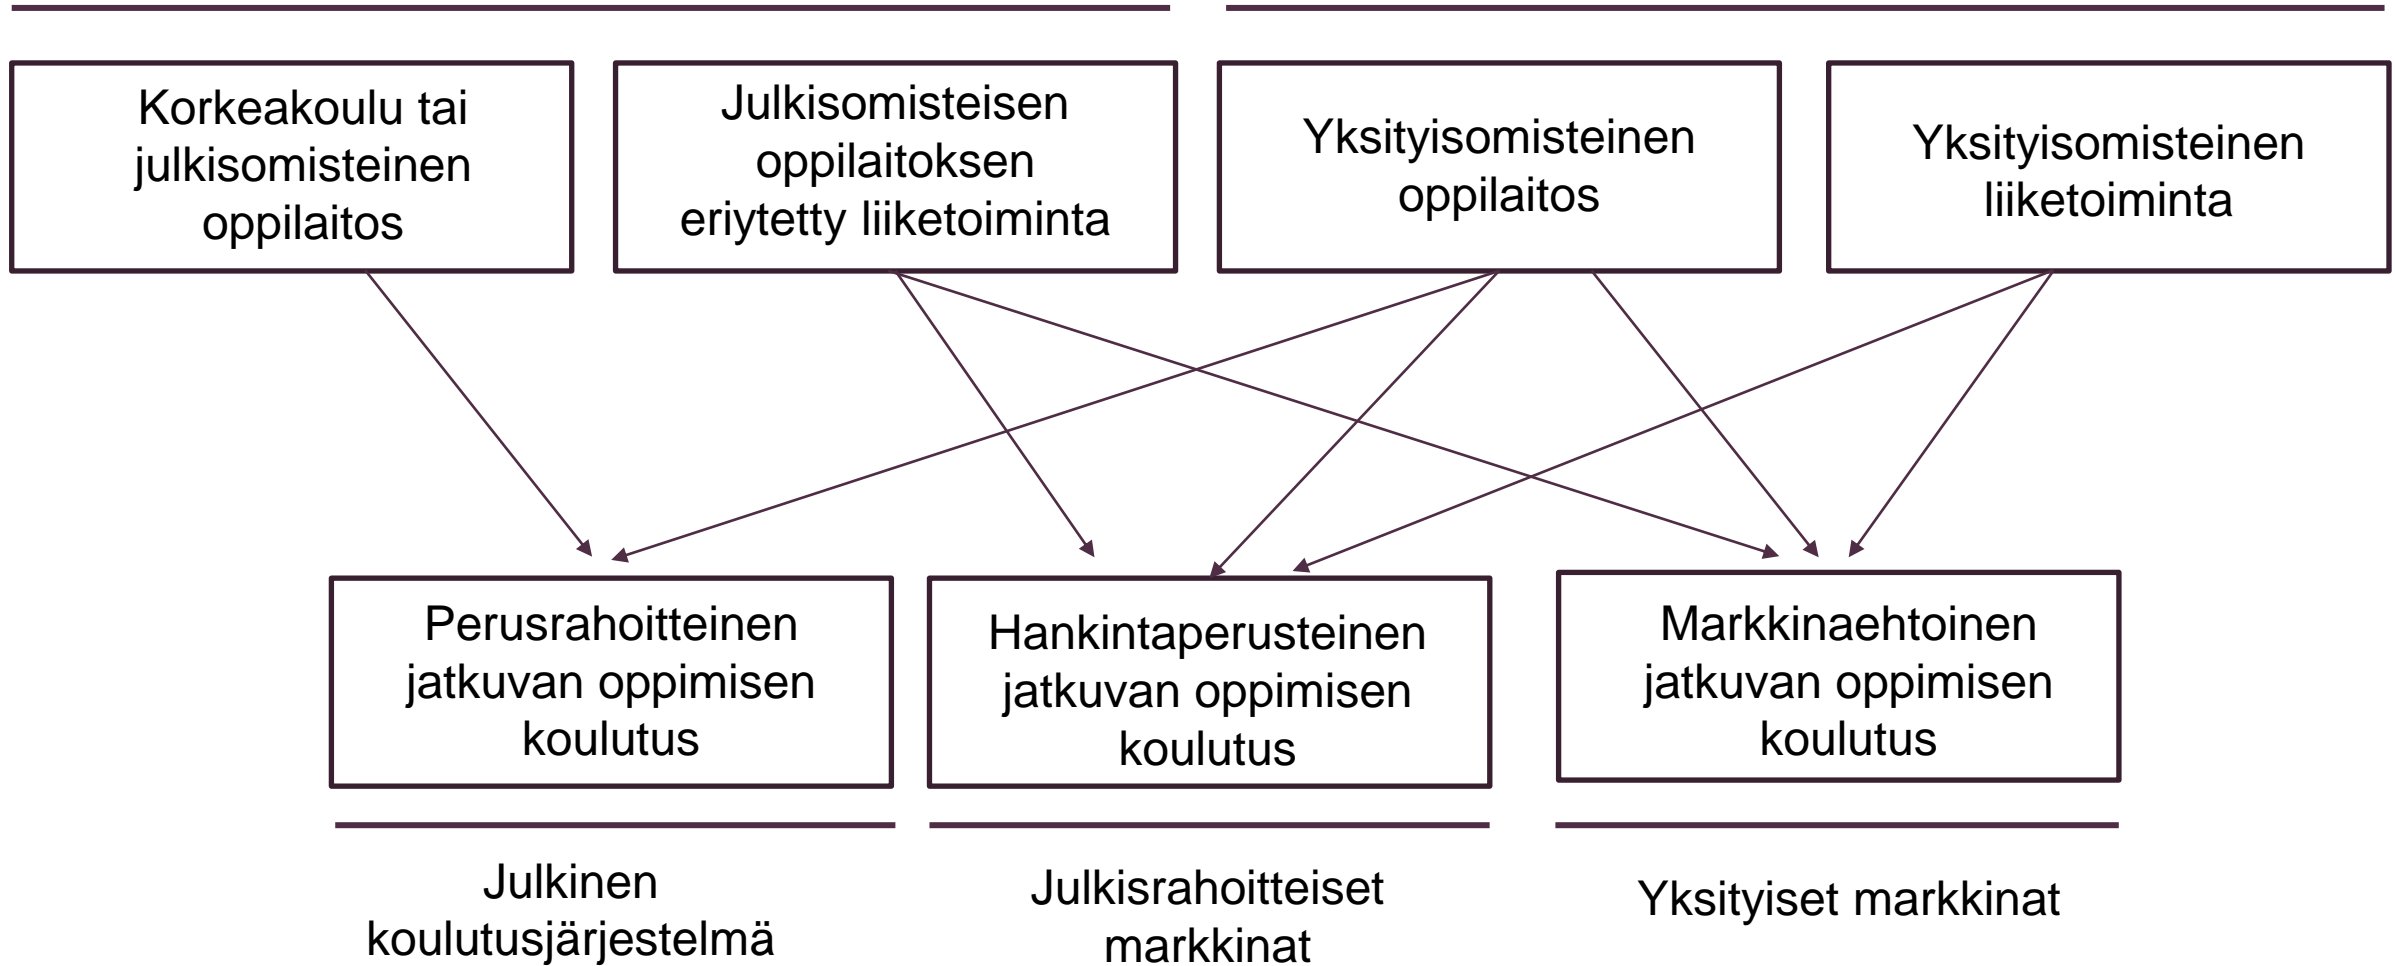 Korkeakoulu tai
julkisomisteinen
oppilaitos
Julkisomisteisen
oppilaitoksen
eriytetty liiketoiminta
Yksityisomisteinen
oppilaitos
Yksityisomisteinen
liiketoiminta
Perusrahoitteinen
jatkuvan oppimisen
koulutus
Hankintaperusteinen
jatkuvan oppimisen
koulutus
Markkinaehtoinen
jatkuvan oppimisen
koulutus
Julkinen
koulutusjärjestelmä
Julkisrahoitteiset
markkinat
Yksityiset markkinat